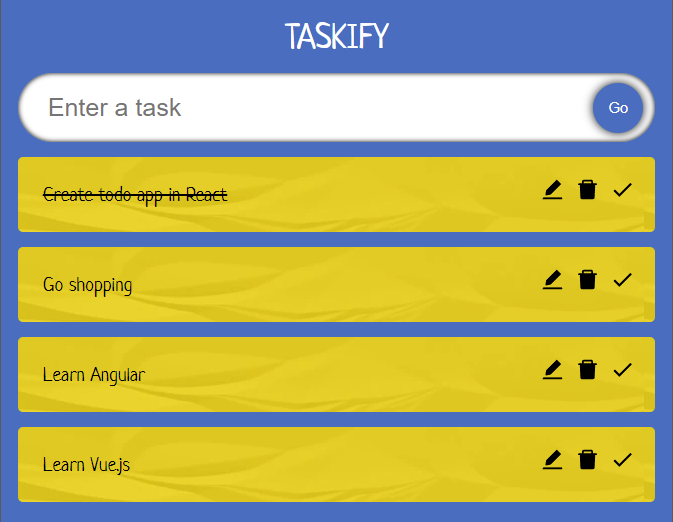 TASKIFY
Enter a task
Go
Create todo app in React
Go shopping
Learn Angular
Learn Vue.js